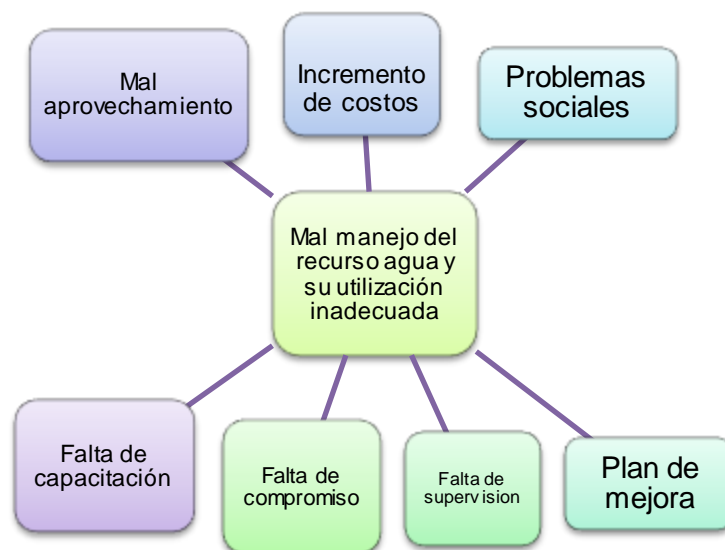 Mal
aprovechamiento
Incremento
de costos
Problemas
sociales
Mal manejo del
recurso agua y
su utilización
inadecuada
Falta de
capacitación
Falta de
compromiso
Falta de
supervision
Plan de
mejora